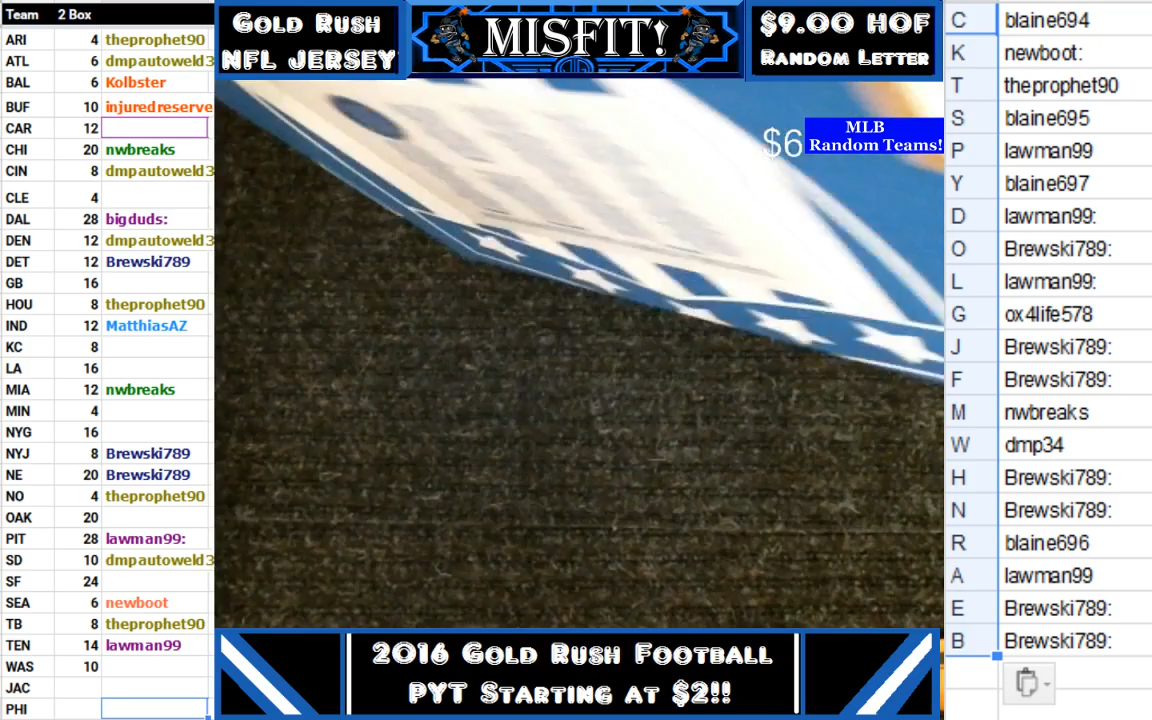 Team 2 Box
ARI 4 theprophet90
ATL 6 dmpautoweld3
BAL 6 Kolbster
BUF 10 injuredreserve
CAR 12
CHI 20 nwbreaks
CIN 8 dmpautoweld3
CLE 4
DAL 28 bigduds:
DEN 12 dmpautoweld3
DET 12 Brewski789
GB 16
HOU 8 theprophet90
IND 12 MatthiasAZ
KC 8
LA 16
MIA 12 nwbreaks
MIN 4
NYG 16
NYJ 8 Brewski789
NE 20 Brewski789
NO 4 theprophet90
OAK 20
PIT 28 lawman99:
SD 10 dmpautoweld3
SF 24
SEA 6 newboot
TB 8 theprophet90
TEN 14 lawman99
WAS 10
JAC
PHI
Gold Rush
NFL Jersey
MISFIT!
$9.00 HOF
Random Letter
$6
MLB
Random Teams!
2016 Gold Rush Football
PYT Starting at $2!!
C blaine694
K newboot:
T theprophet90
S blaine695
P lawman99
Y blaine697
D lawman99:
O Brewski789:
L lawman99:
G ox4life578
J Brewski789:
F Brewski789:
M nwbreaks
W dmp34
H Brewski789:
N Brewski789:
R blaine696
A lawman99
E Brewski789:
B Brewski789: